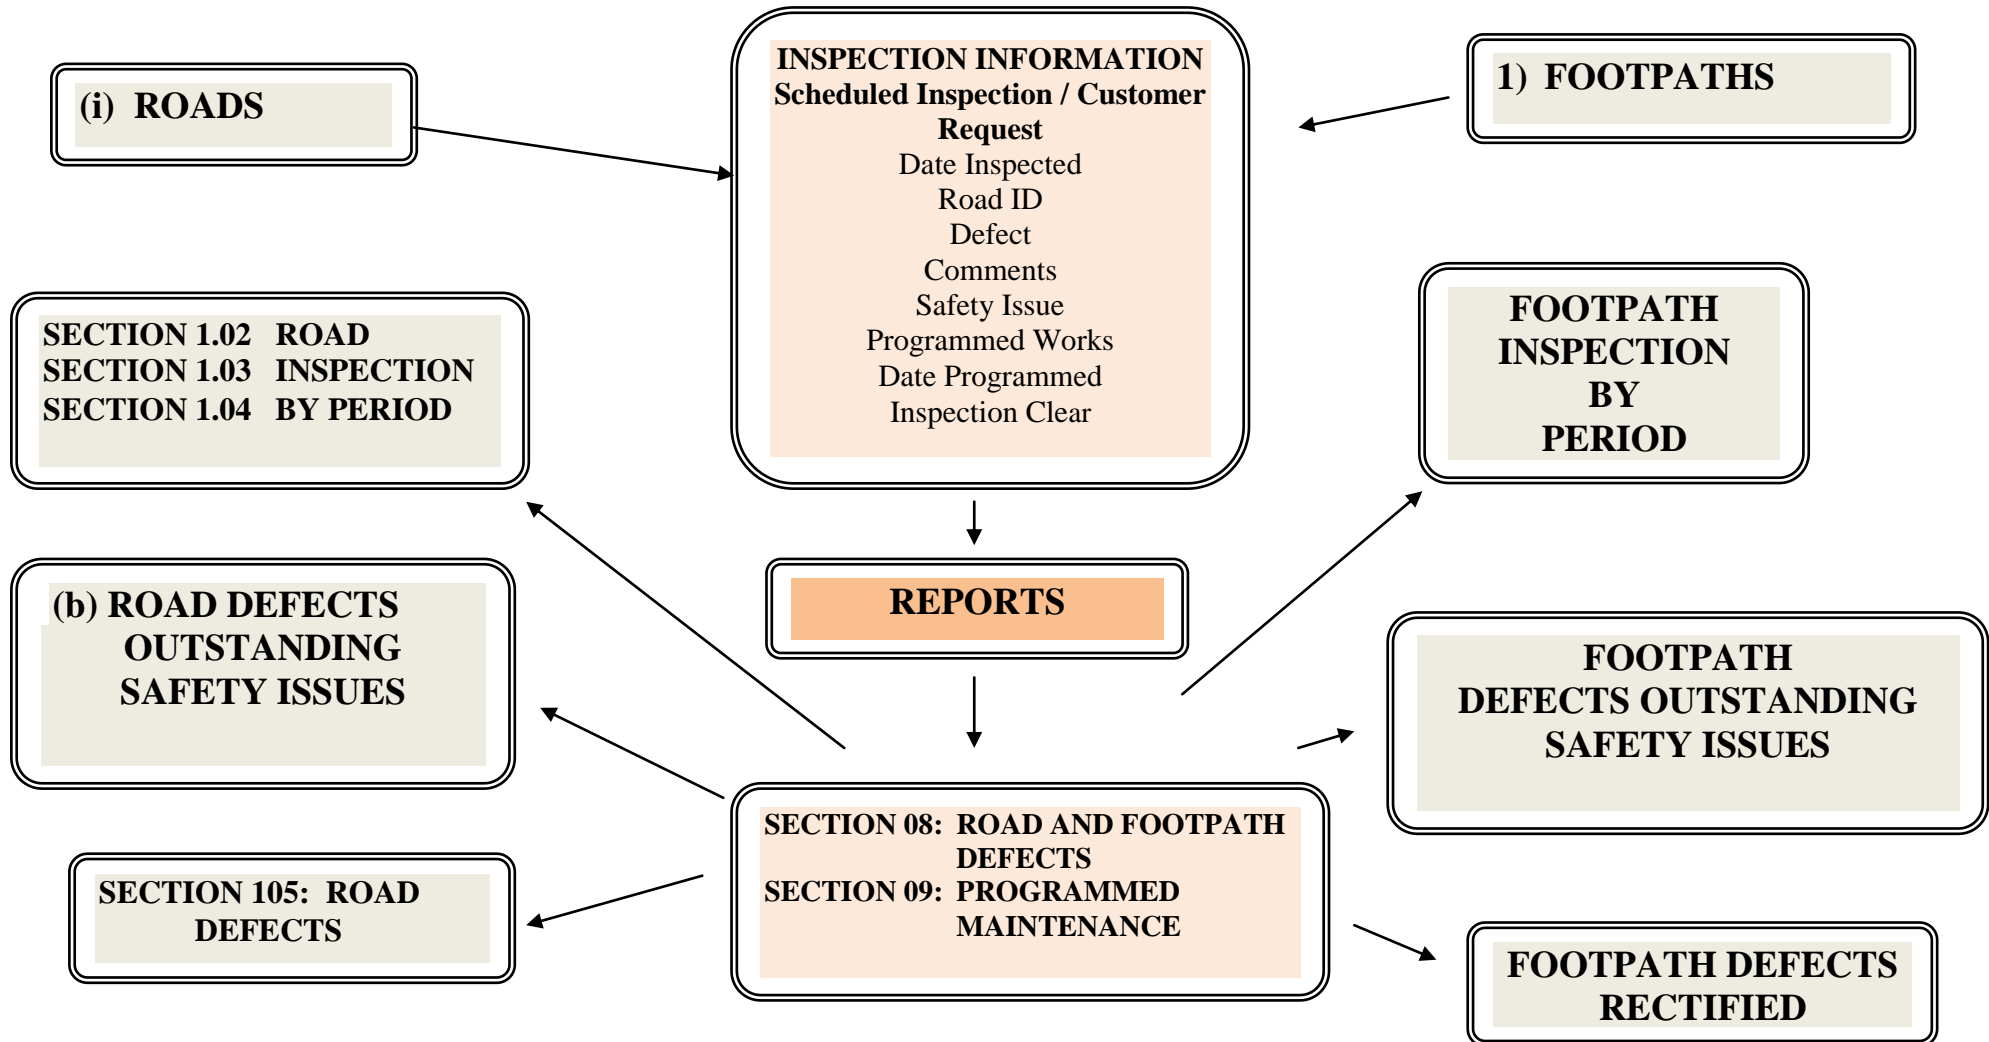 (i) ROADS
INSPECTION INFORMATION
Scheduled Inspection / Customer
Request
Date Inspected
Road ID
Defect
Comments
Safety Issue
Programmed Works
Date Programmed
Inspection Clear
1) FOOTPATHS
SECTION 1.02 ROAD
SECTION 1.03 INSPECTION
SECTION 1.04 BY PERIOD
FOOTPATH
INSPECTION
BY
PERIOD
REPORTS
(b) ROAD DEFECTS
OUTSTANDING
SAFETY ISSUES
FOOTPATH
DEFECTS OUTSTANDING
SAFETY ISSUES
SECTION 08: ROAD AND FOOTPATH
DEFECTS
SECTION 09: PROGRAMMED
MAINTENANCE
SECTION 105: ROAD
DEFECTS
FOOTPATH DEFECTS
RECTIFIED